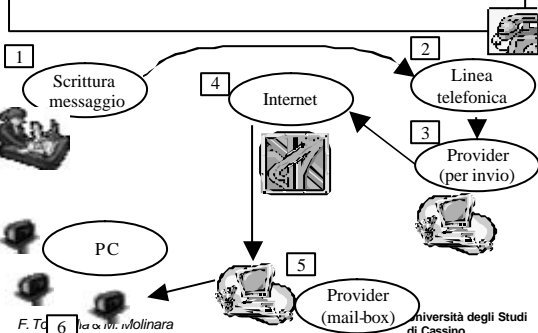 1
Scrittura
messaggio
2
Linea
telefonica
3
Provider
(per invio)
4
Internet
5
Provider
(mail-box)
PC
6
F. & M. Molinara
Università degli Studi
di Cassino